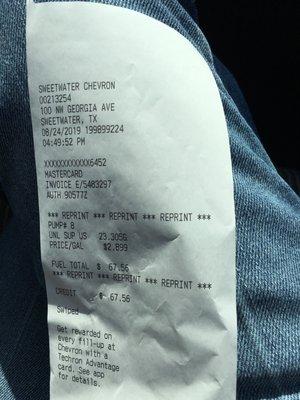 SWEETWATER CHEVRON
00213254
100 NW GEORGIA AVE
SWEETWATER, TX
08/24/2019 199899224
04:49:52 PM
XXXXXXXXXXXX6452
MASTERCARD
INVOICE E/5483297
AUTH 90577Z
*** REPRINT *** REPRINT *** REPRINT ***
PUMP# 8
UNL SUP US 23.305G
PRICE/GAL $2.899
FUEL TOTAL $ 67.56
*** REPRINT *** REPRINT *** REPRINT ***
CREDIT $ 67.56
Swiped
Get rewarded on
every fill-up at
Chevron with a
Techron Advantage
card. See app
for details.